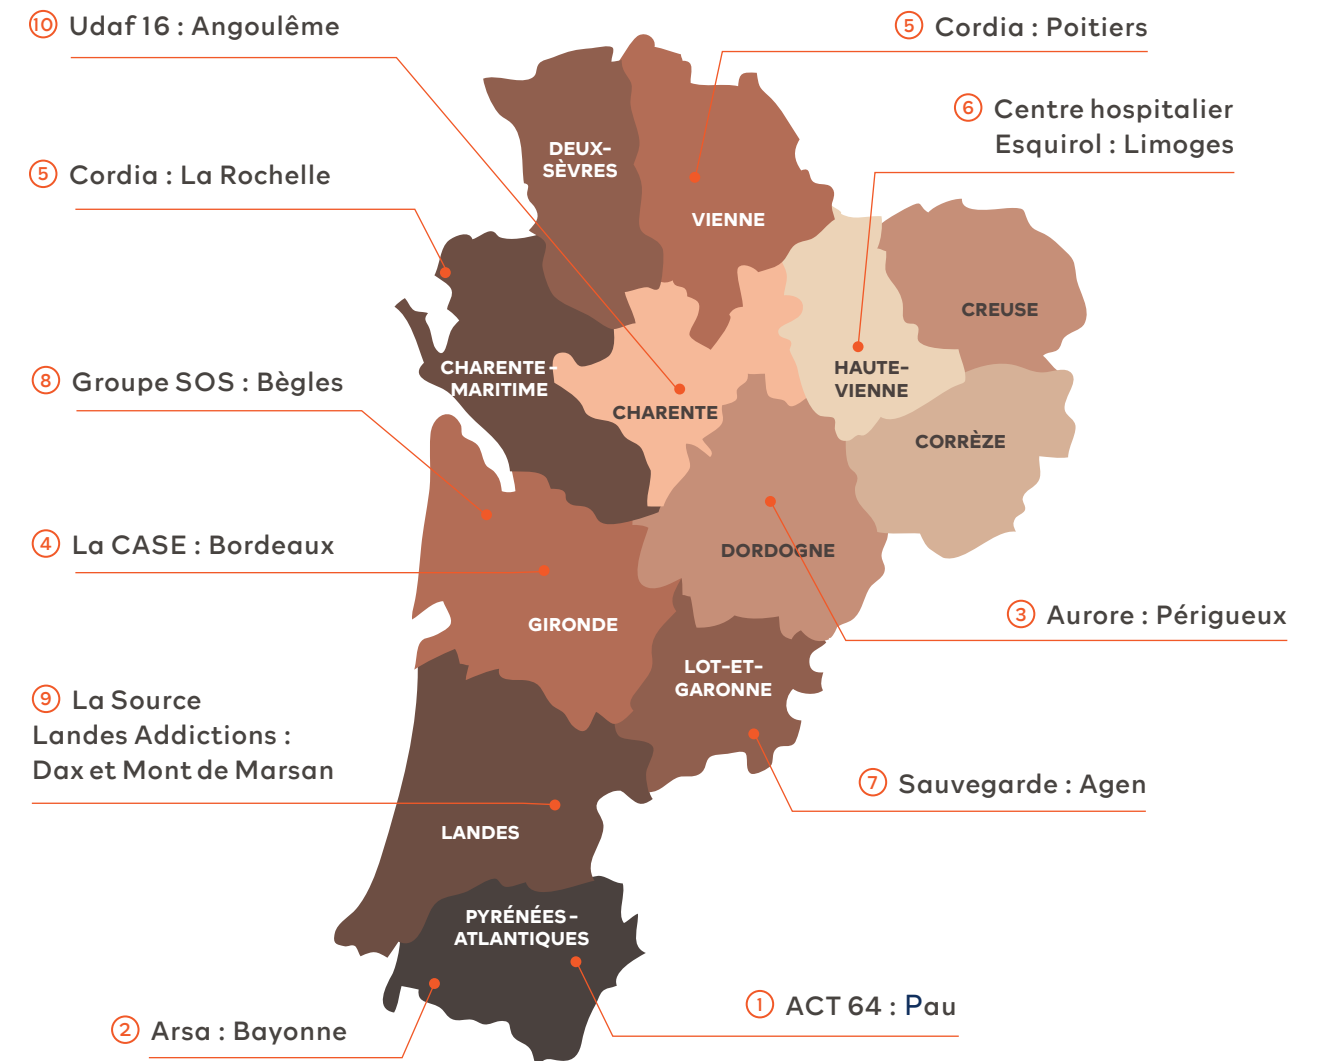 10 Udaf 16 : Angoulême
5 Cordia : Poitiers
6 Centre hospitalier
Esquirol : Limoges
5 Cordia : La Rochelle
8 Groupe SOS : Bègles
4 La CASE : Bordeaux
9 La Source
Landes Addictions :
Dax et Mont de Marsan
2 Arsa : Bayonne
1 ACT 64 : Pau
7 Sauvegarde : Agen
3 Aurore : Périgueux
DEUX-
SÈVRES
VIENNE
CREUSE
HAUTE-
VIENNE
CHARENTE-
MARITIME
CHARENTE
CORRÈZE
DORDOGNE
GIRONDE
LOT-ET-
GARONNE
LANDES
PYRÉNÉES-
ATLANTIQUES